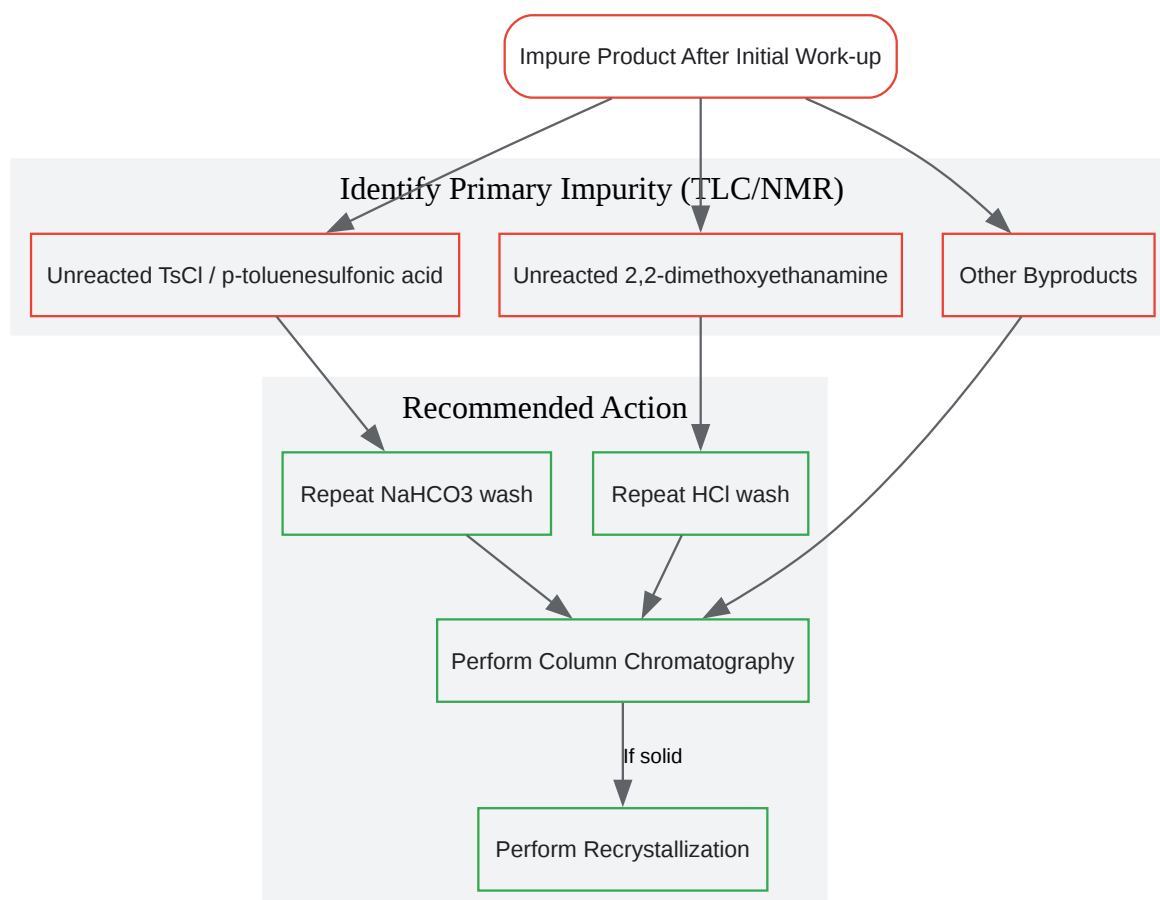 Impure Product After Initial Work-up
Identify Primary Impurity (TLC/NMR)
Unreacted TsCl / p-toluenesulfonic acid
Unreacted 2,2-dimethoxyethanamine
Other Byproducts
Recommended Action
Repeat NaHCO3 wash
Repeat HCl wash
Perform Column Chromatography
If solid
Perform Recrystallization